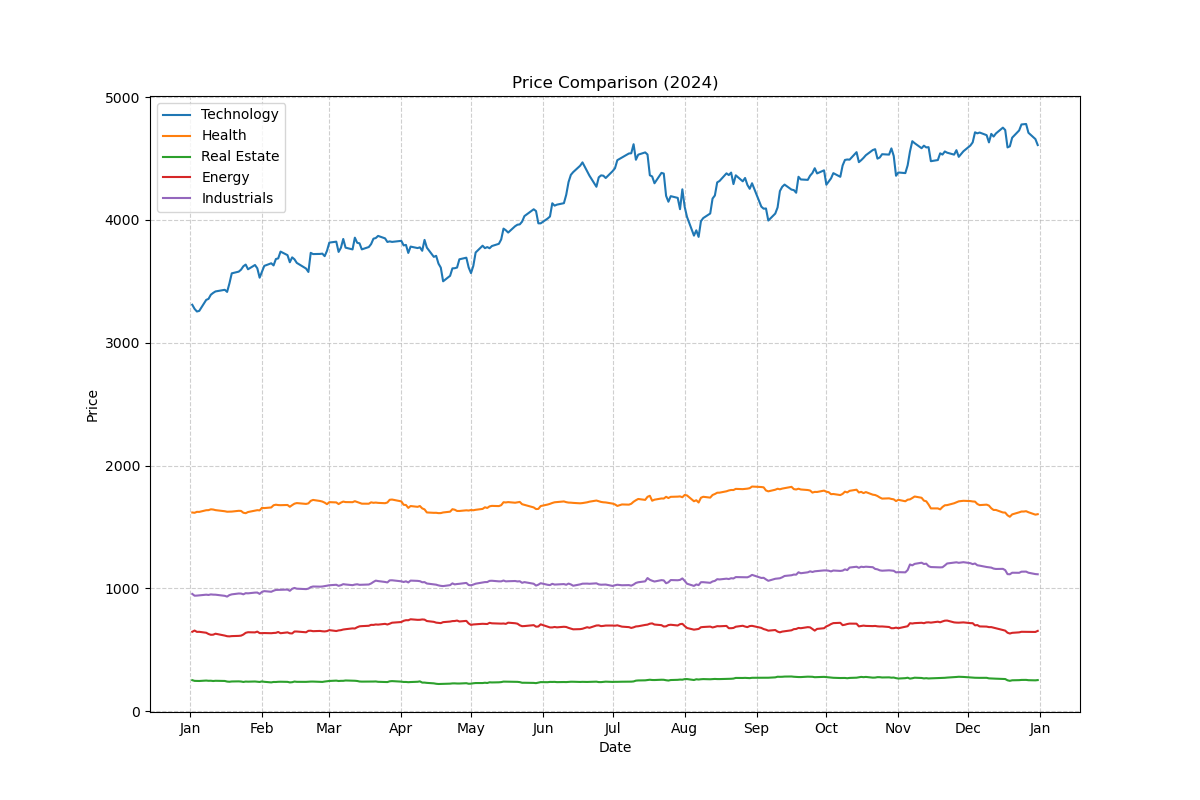 Price Comparison (2024)
5000
4000
3000
2000
1000
0
Price
Technology
Health
Real Estate
Energy
Industrials
Jan Feb Mar Apr May Jun Jul Aug Sep Oct Nov Dec Jan
Date